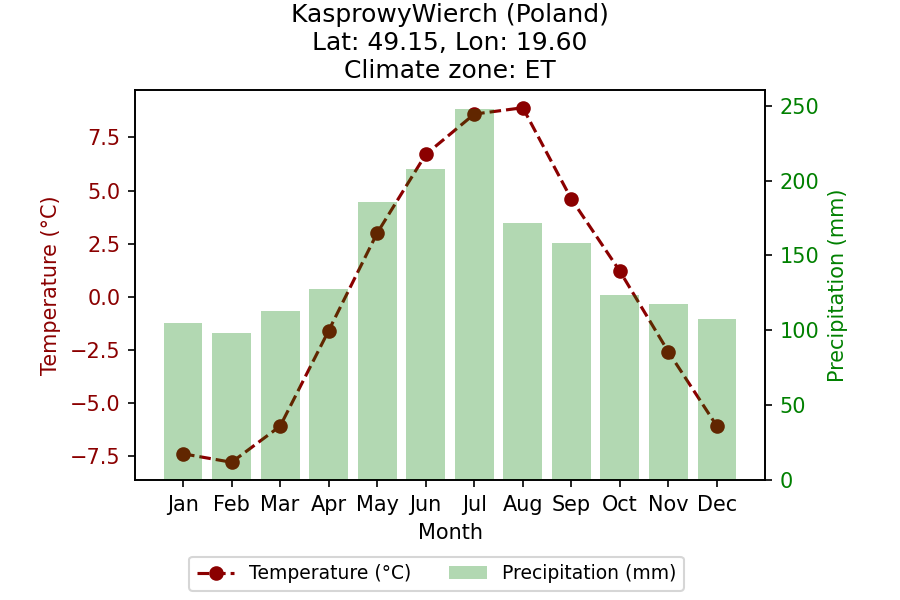 KasprowyWierch (Poland)
Lat: 49.15, Lon: 19.60
Climate zone: ET
Temperature (°C)
7.5
5.0
2.5
0.0
−2.5
−5.0
−7.5
250
200
150
100
50
0
Precipitation (mm)
Jan Feb Mar Apr May Jun Jul Aug Sep Oct Nov Dec
Month
Temperature (°C) Precipitation (mm)